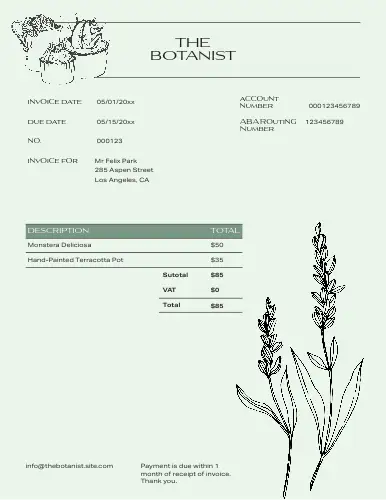 THE
BOTANIST
INVOICE DATE 05/01/20xx
DUE DATE 05/15/20xx
NO. 000123
INVOICE FOR Mr Felix Park
285 Aspen Street
Los Angeles, CA
ACCOUNT
NUMBER 000123456789
ABA ROUTING 123456789
NUMBER
DESCRIPTION TOTAL
Monstera Deliciosa $50
Hand-Painted Terracotta Pot $35
Sutotal $85
VAT $0
Total $85
info@thebotanist.site.com
Payment is due within 1
month of receipt of invoice.
Thank you.